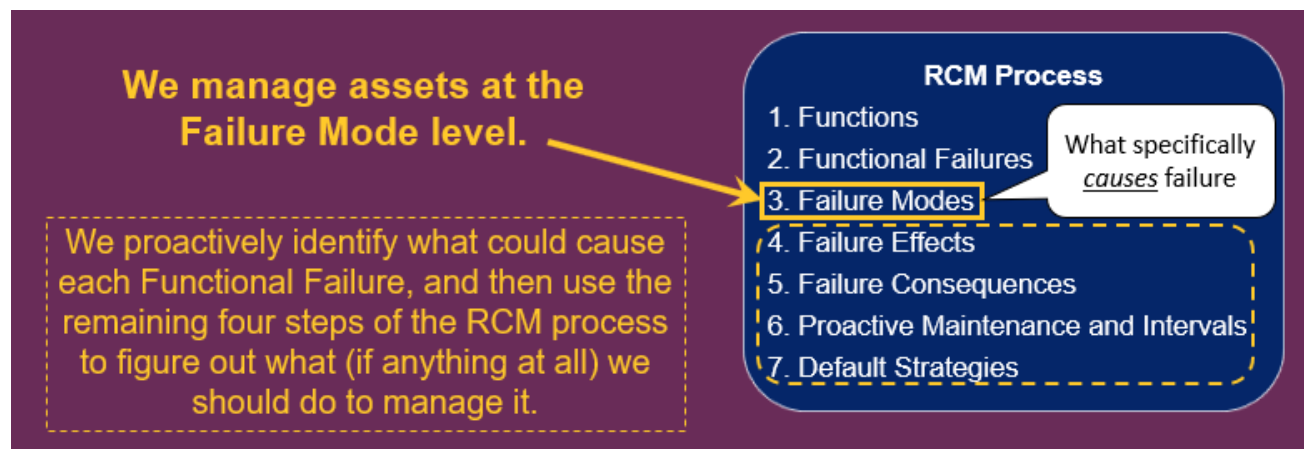 We manage assets at the
Failure Mode level.
We proactively identify what could cause
each Functional Failure, and then use the
remaining four steps of the RCM process
to figure out what (if anything at all) we
should do to manage it.
RCM Process
1. Functions
2. Functional Failures
3. Failure Modes
4. Failure Effects
5. Failure Consequences
6. Proactive Maintenance and Intervals
7. Default Strategies
What specifically
causes failure